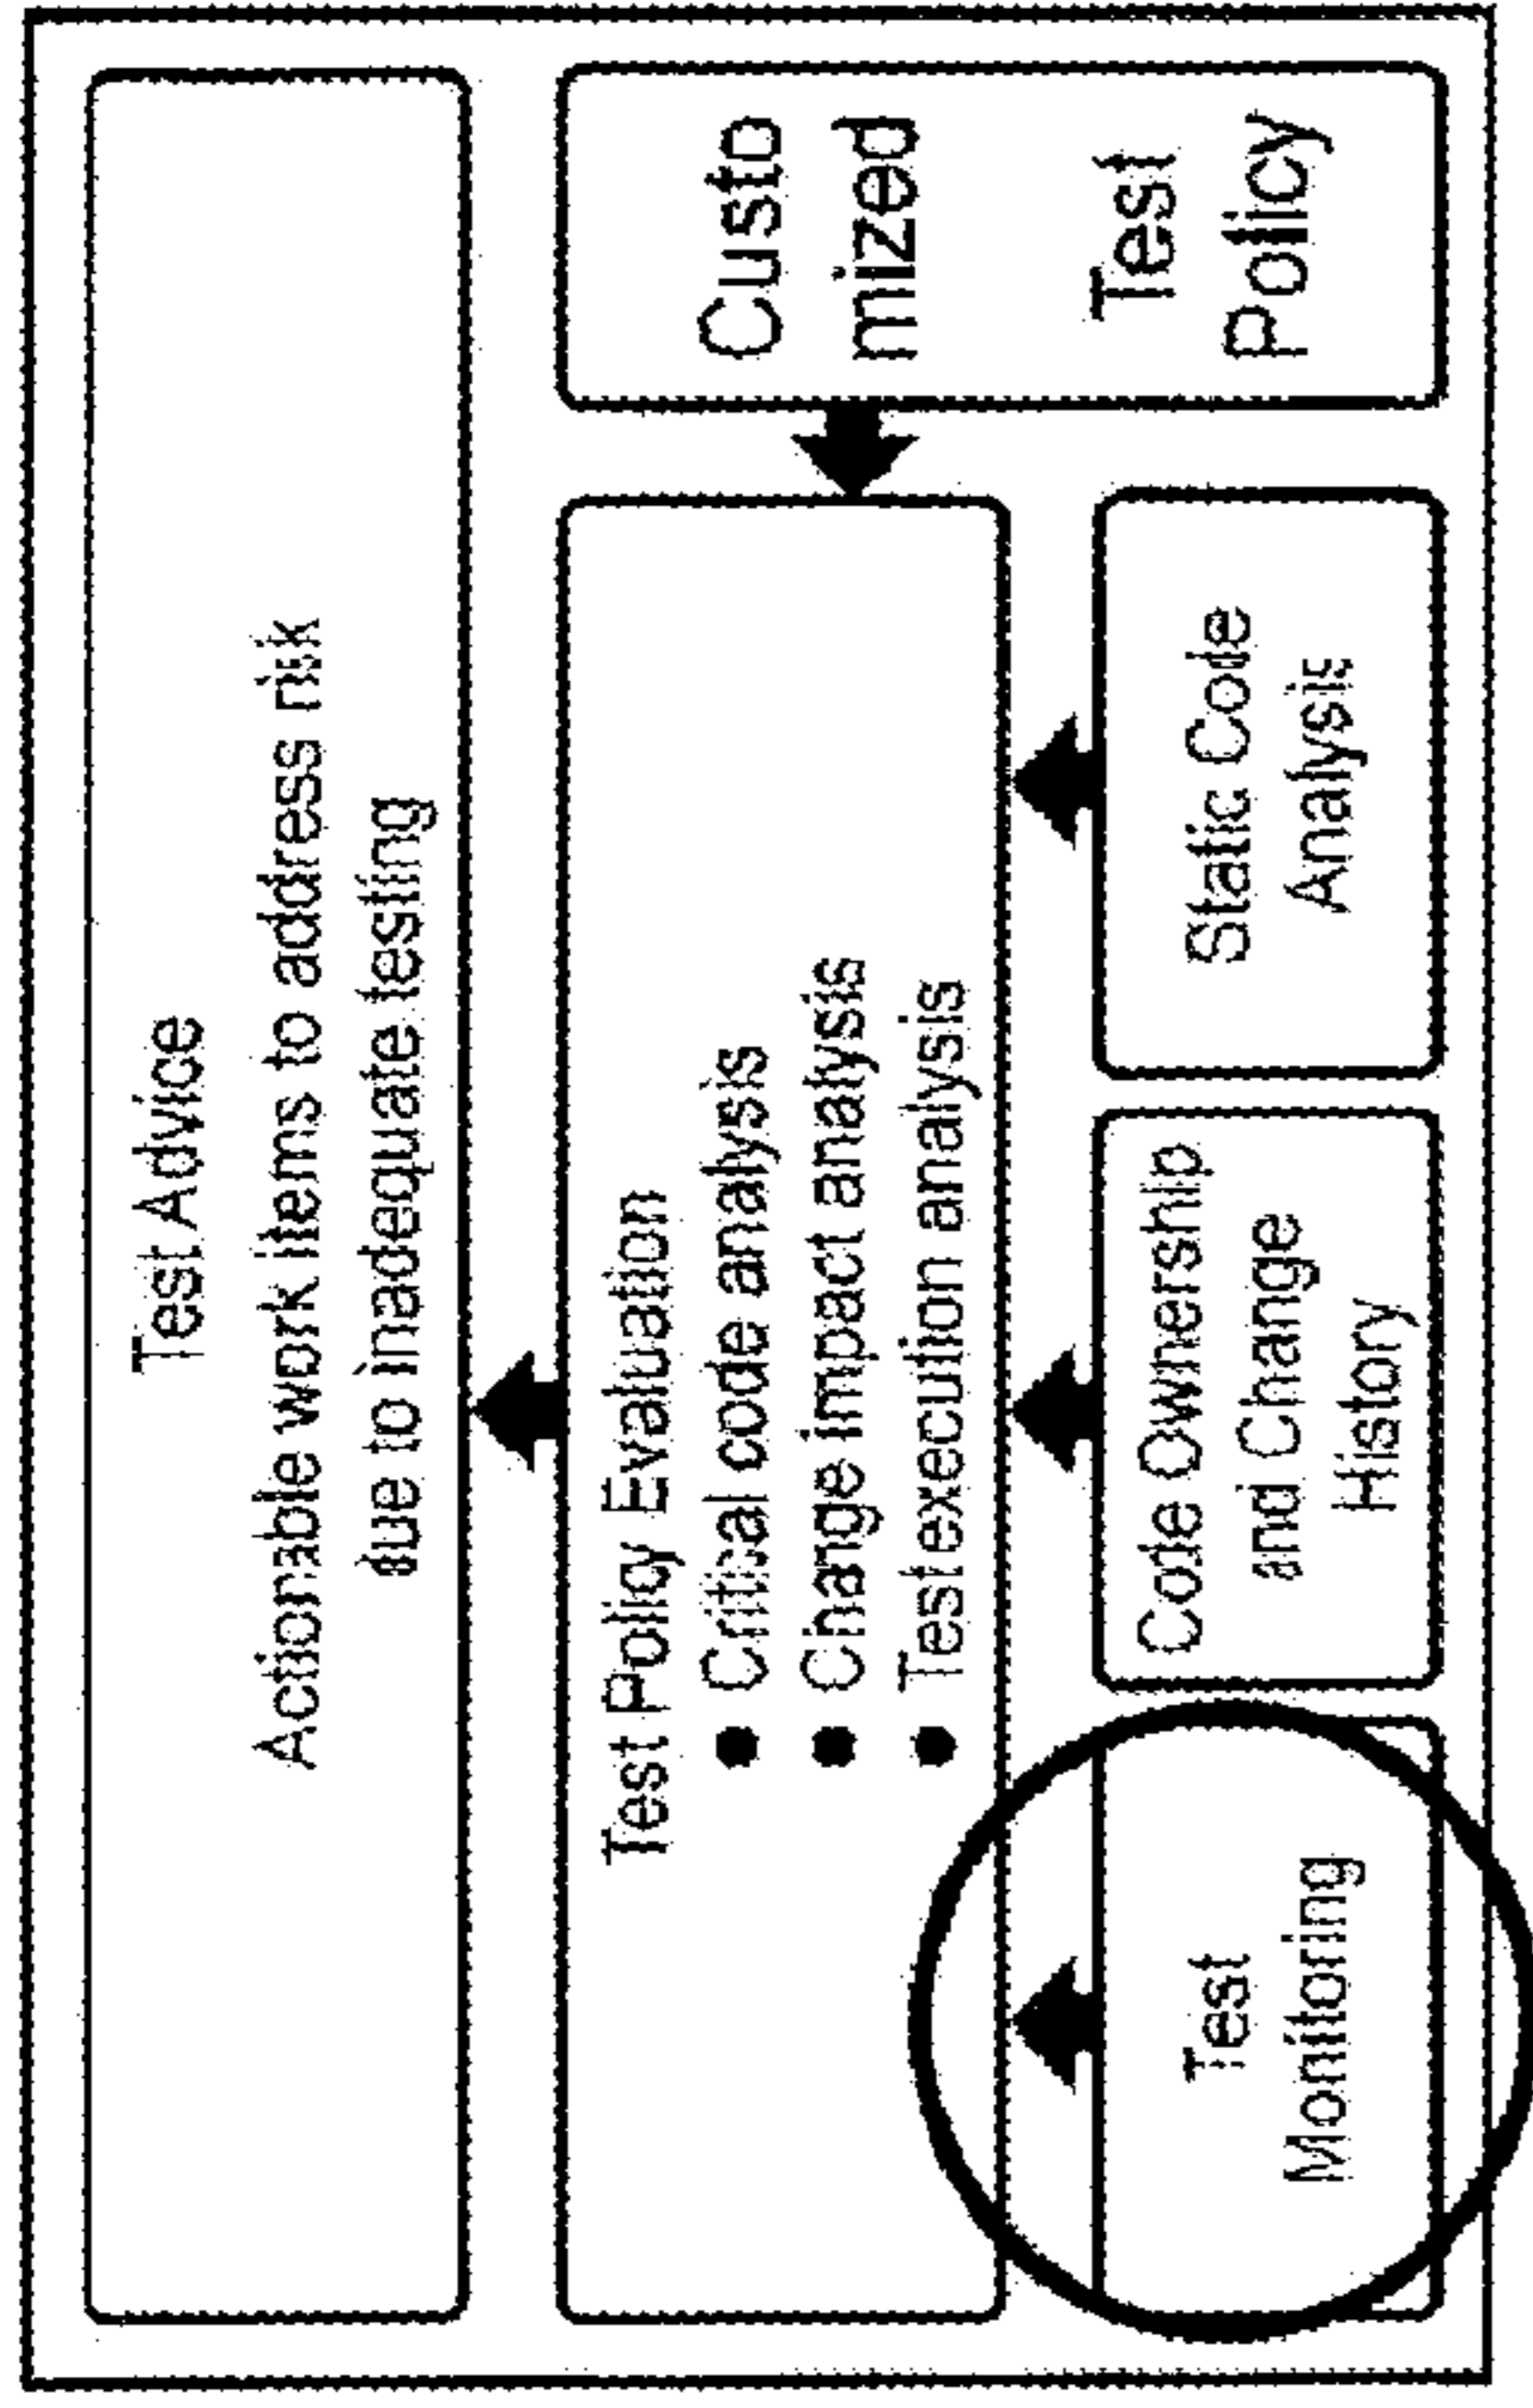 Test Advice
Actionable work items to address risk
due to inadequate testing
Test Policy Evaluation
● Critical code analysis
● Change impact analysis
● Test execution analysis
Custo
mized
Test
Policy
Test
Monitoring
Code Ownership
and Change
History
Static Code
Analysis